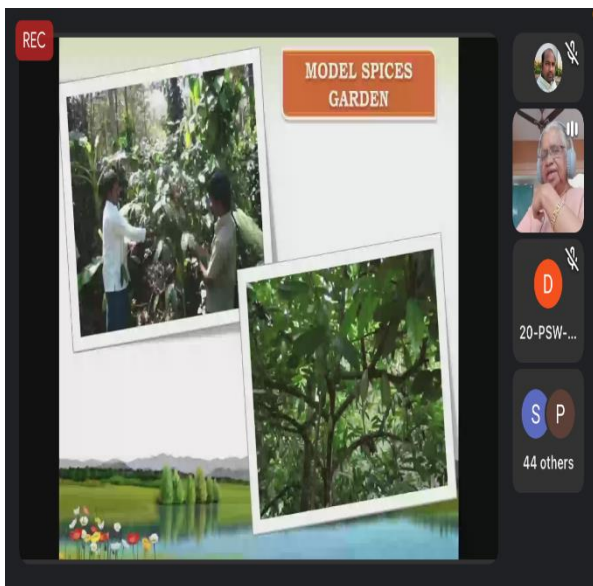 REC
MODEL SPICES
GARDEN
D
20-PSW-...
S P
44 others